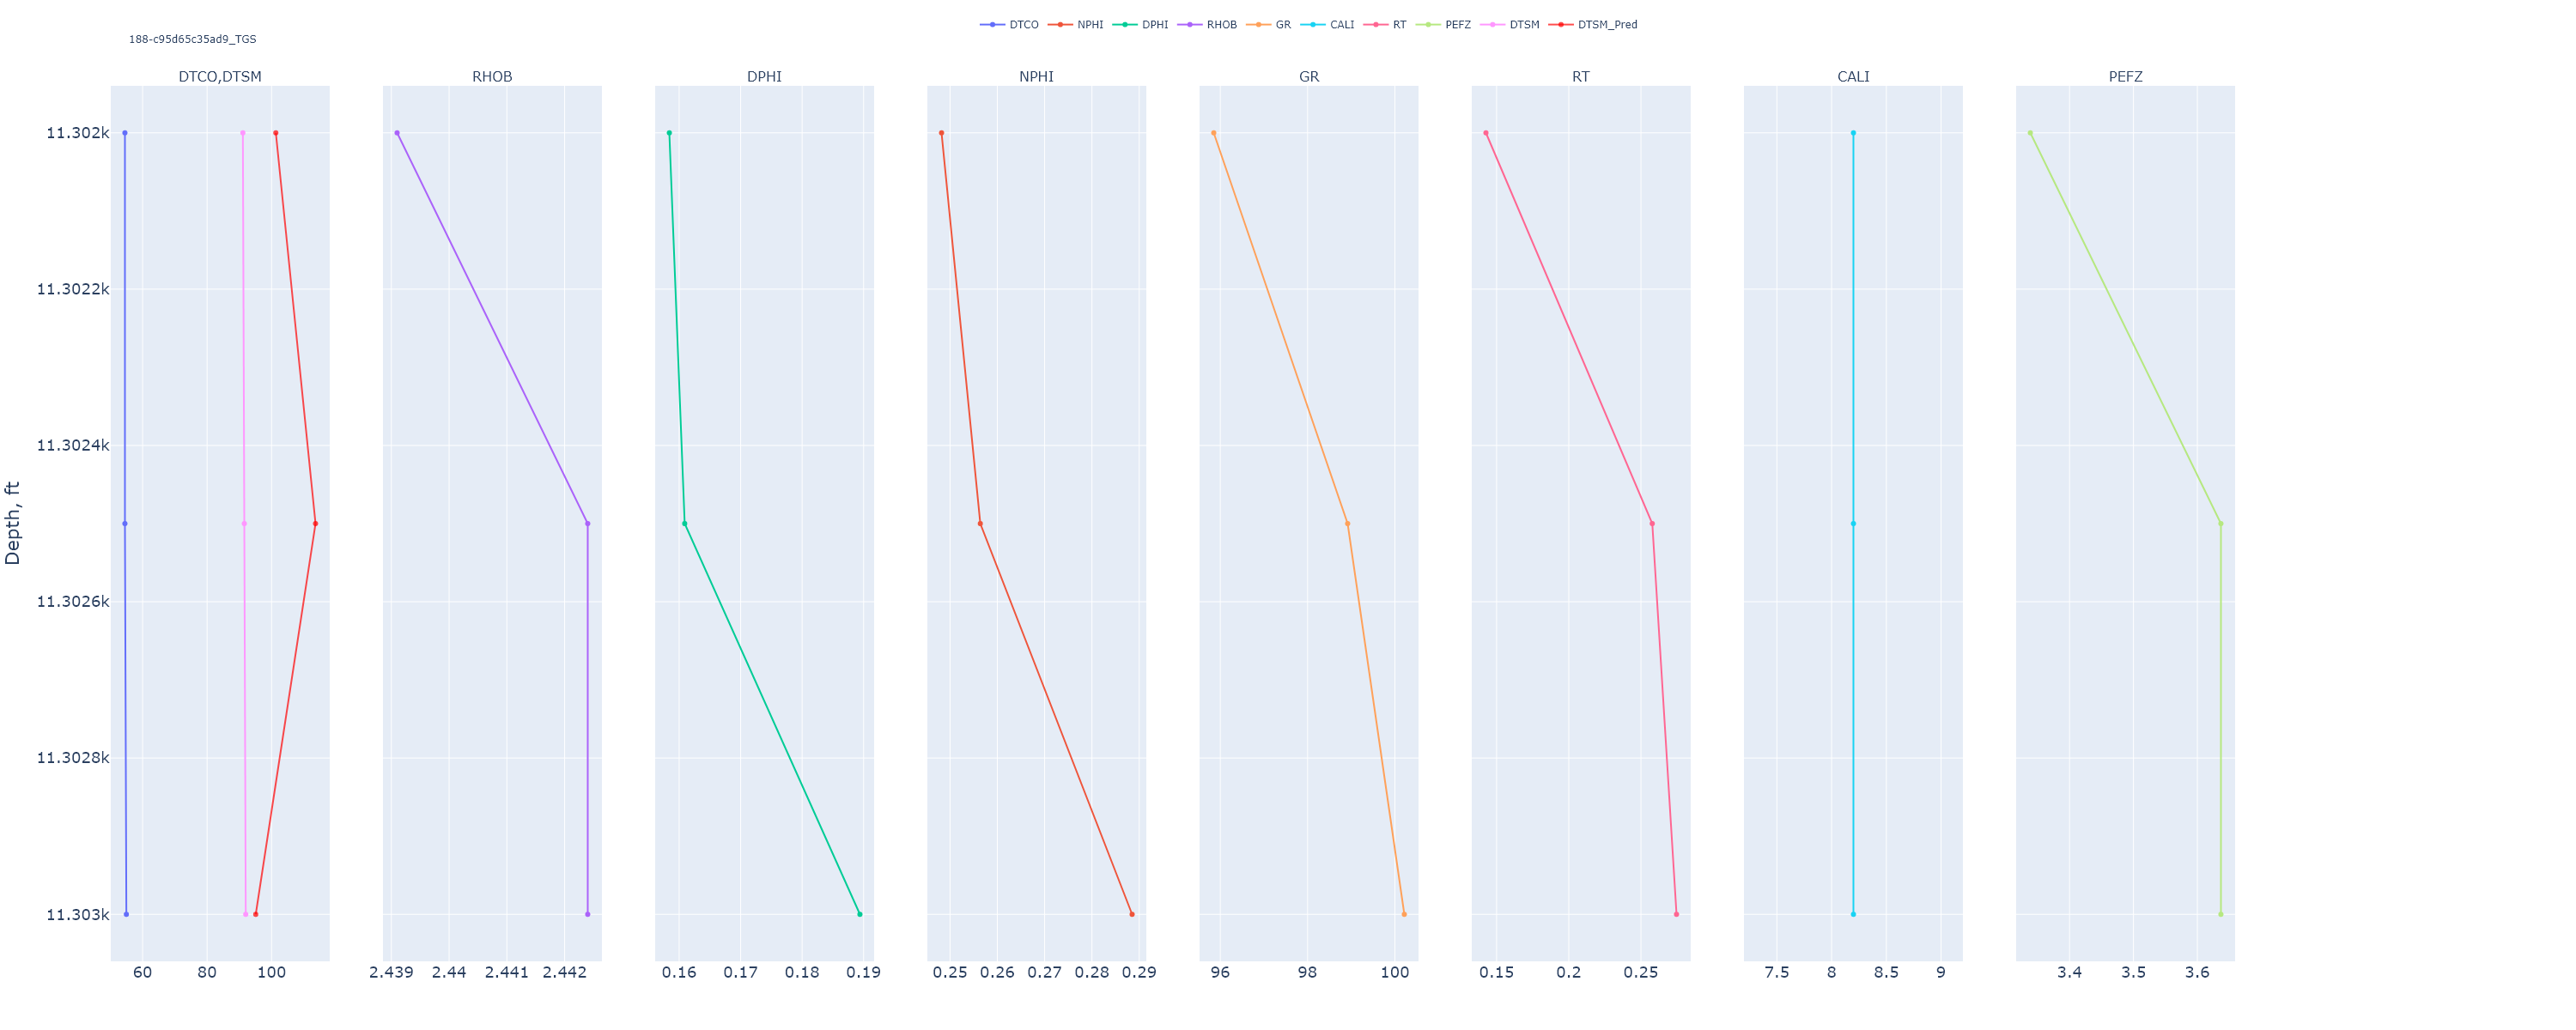 DTCO NPHI DPHI RHOB GR CALI RT PEFZ DTSM DTSM_Pred
188-c95d65c35ad9_TGS
DTCO,DTSM RHOB DPHI NPHI GR RT CALI PEFZ
11.302k
11.3022k
11.3024k
Depth, ft
11.3026k
11.3028k
11.303k
60 80 100 2.439 2.44 2.441 2.442 0.16 0.17 0.18 0.19 0.25 0.26 0.27 0.28 0.29 96 98 100 0.15 0.2 0.25 7.5 8 8.5 9 3.4 3.5 3.6